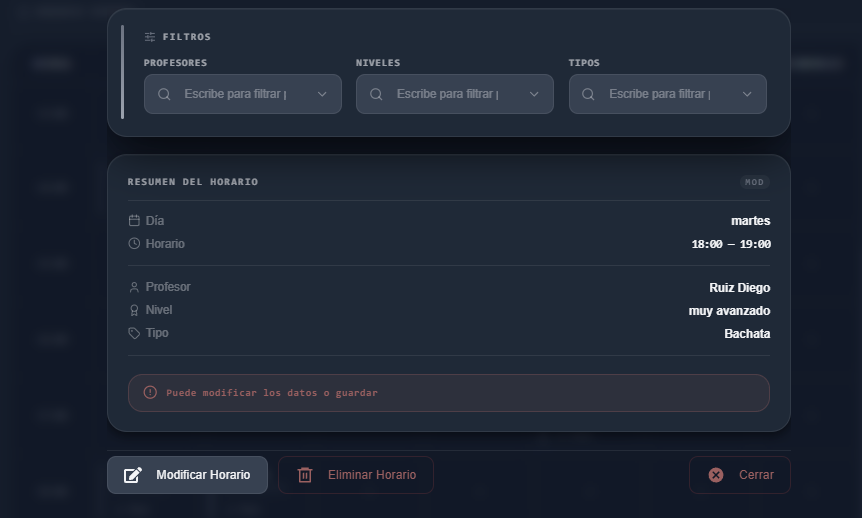 FILTROS
PROFESORES NIVELES TIPOS
Escribe para filtrar Escribe para filtrar Escribe para filtrar
RESUMEN DEL HORARIO MOD
Día martes
Horario 18:00 — 19:00
Profesor Ruiz Diego
Nivel muy avanzado
Tipo Bachata
Puede modificar los datos o guardar
Modificar Horario Eliminar Horario Cerrar